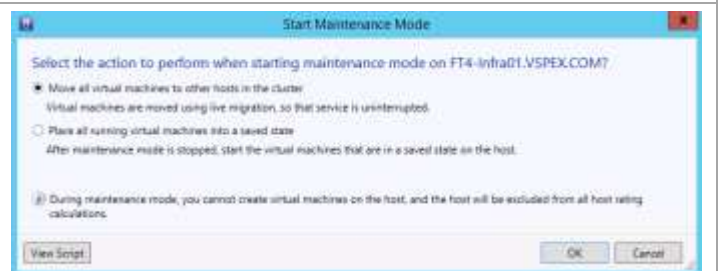 Start Maintenance Mode
Select the action to perform when starting maintenance mode on FT4-Infra01.VSPEX.COM?
Move all virtual machines to other hosts in the cluster
Virtual machines are moved using live migration, so that service is uninterrupted.
Place all running virtual machines into a saved state
After maintenance mode is stopped, start the virtual machines that are in a saved state on the host.
During maintenance mode, you cannot create virtual machines on the host, and the host will be excluded from all host rating
calculations.
View Script
OK
Cancel